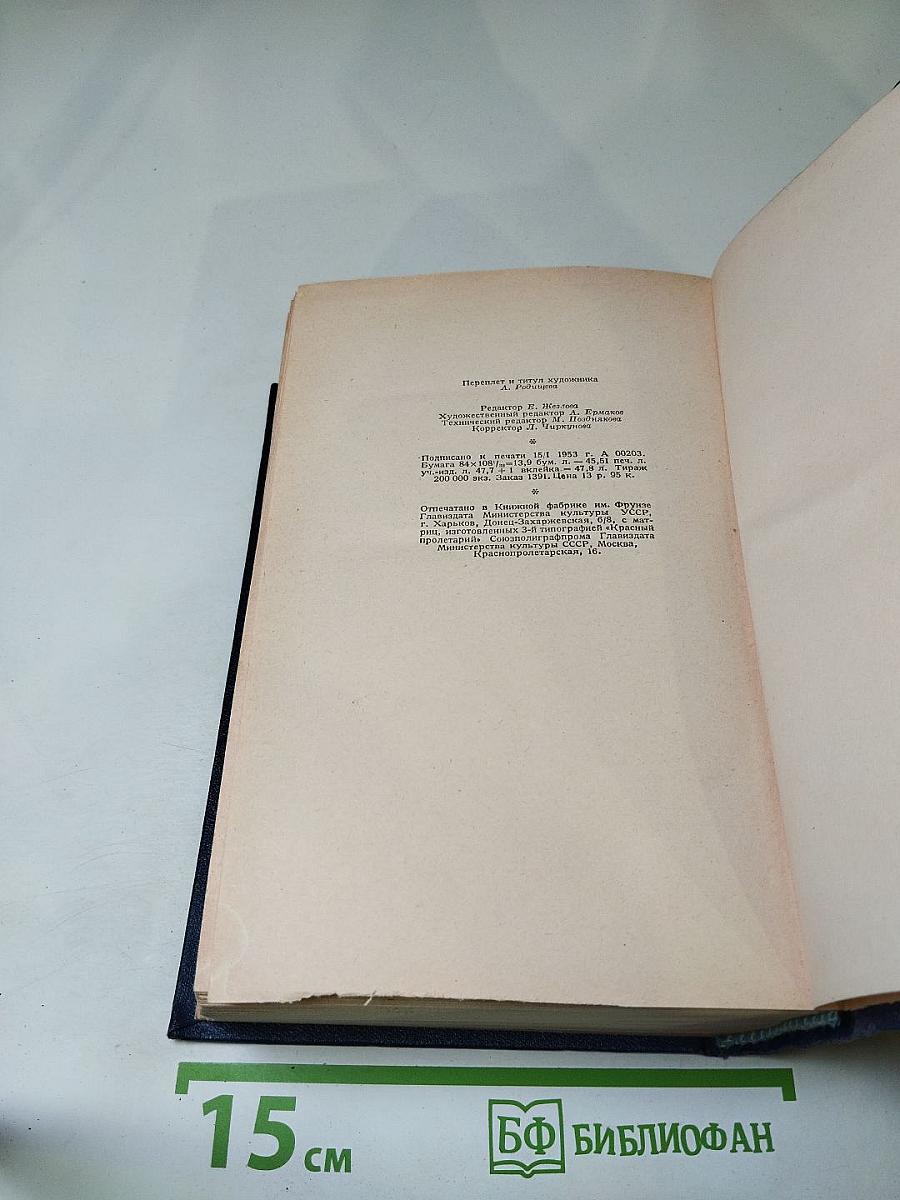 Переплет и титул художника
А. Родищева
Редактор Е. Жезлова
Художественный редактор А. Ермаков
Технический редактор М. Позднякова
Корректор Л. Чиркунова
*
Подписано к печати 15/I 1953 г. А 00203.
Бумага 84×108¹/₃₂=13,9 бум. л. — 45,51 печ. л.
уч.-изд. л. 47,7 + 1 вклейка — 47,8 л. Тираж
200 000 экз. Заказ 1391. Цена 13 р. 95 к.
*
Отпечатано в Книжной фабрике им. Фрунзе
Главиздата Министерства культуры УССР,
г. Харьков, Донец-Захаржевская, 6/8, с мат-
риц, изготовленных 3-й типографией «Красный
пролетарий» Союзполиграфпрома Главиздата
Министерства культуры СССР, Москва,
Краснопролетарская, 16.
15 см
БФ БИБЛИОФАН